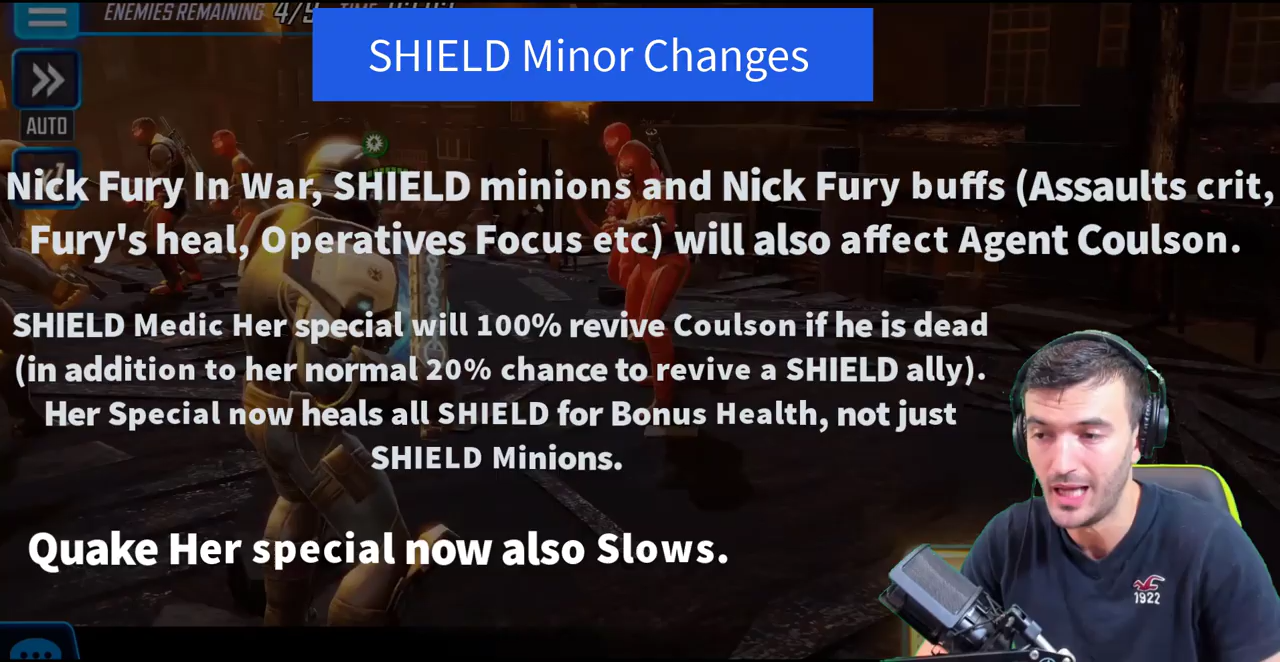 ENEMIES REMAINING 4/9 TIME
SHIELD Minor Changes
AUTO
Nick Fury In War, SHIELD minions and Nick Fury buffs (Assaults crit,
Fury's heal, Operatives Focus etc) will also affect Agent Coulson.
SHIELD Medic Her special will 100% revive Coulson if he is dead
(in addition to her normal 20% chance to revive a SHIELD ally).
Her Special now heals all SHIELD for Bonus Health, not just
SHIELD Minions.
Quake Her special now also Slows.
1922